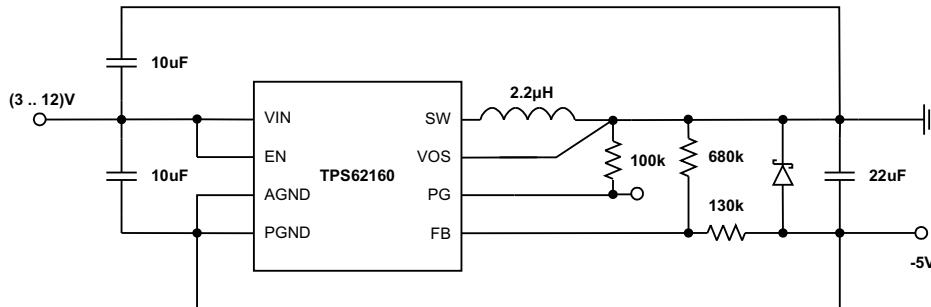 10uF
(3 .. 12)V
2.2µH
VIN
SW
EN
VOS
TPS62160
100k
680k
10uF
22uF
AGND
PG
130k
PGND
FB
-5V